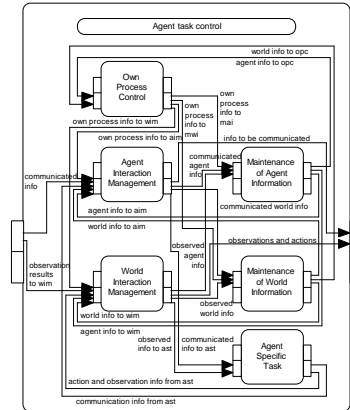 Agent task control
world info to opc
agent info to opc
Own
Process
Control
own
process
info to
mwi
own
process
info to
mai
own process info to wim
own process info to aim
info to be communicated
communicated
info
Agent
Interaction
Management
communicated
agent
info
Maintenance
of Agent
Information
agent info to aim
communicated world info
world info to aim
observed
agent
info
observations and actions
observation
results
to wim
World
Interaction
Management
Maintenance
of World
Information
observed
world info
world info to wim
agent info to wim
observed
info to ast
communicated
info to ast
Agent
Specific
Task
action and observation info from ast
communication info from ast